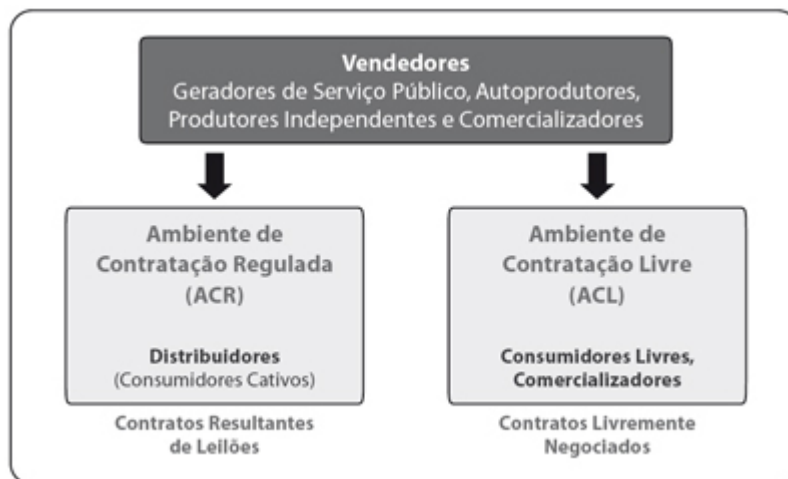 Vendedores
Geradores de Serviço Público, Autoprodutores,
Produtores Independentes e Comercializadores
Ambiente de
Contratação Regulada
(ACR)
Distribuidores
(Consumidores Cativos)
Contratos Resultantes
de Leilões
Ambiente de
Contratação Livre
(ACL)
Consumidores Livres,
Comercializadores
Contratos Livremente
Negociados